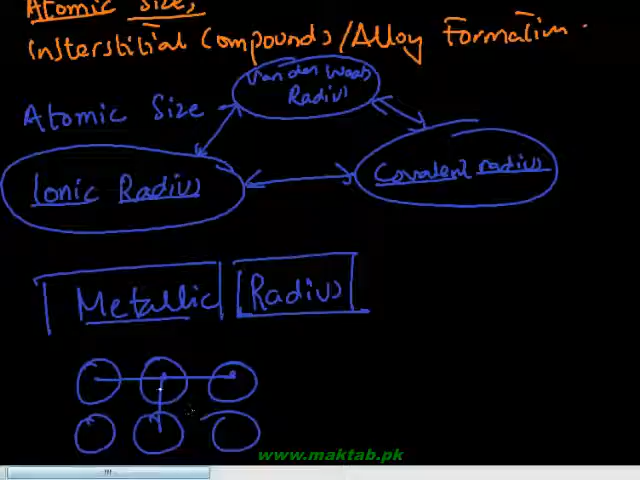 Atomic Size,
Insterstitial Compounds/Alloy Formation.
Van der Waals
Radius
Atomic Size
Ionic Radius
Covalent radius
Metallic Radius
www.maktab.pk